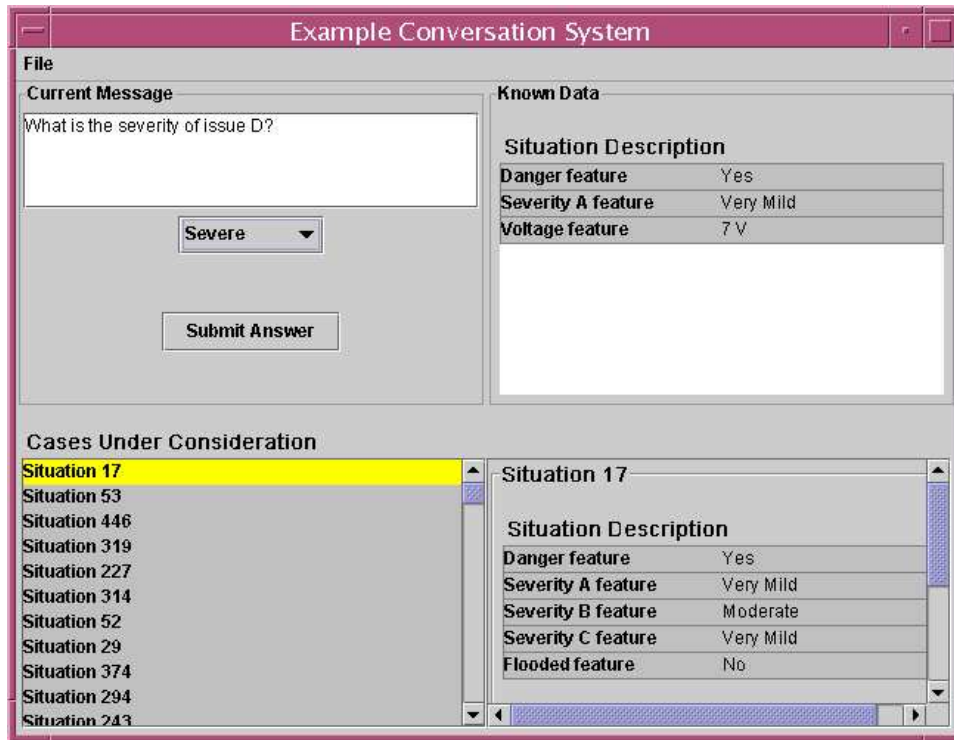 Example Conversation System
File
Current Message
What is the severity of issue D?
Severe
Submit Answer
Known Data
Situation Description
Danger feature Yes
Severity A feature Very Mild
Voltage feature 7 V
Cases Under Consideration
Situation 17
Situation 53
Situation 446
Situation 319
Situation 227
Situation 314
Situation 52
Situation 29
Situation 374
Situation 294
Situation 243
Situation 17
Situation Description
Danger feature Yes
Severity A feature Very Mild
Severity B feature Moderate
Severity C feature Very Mild
Flooded feature No